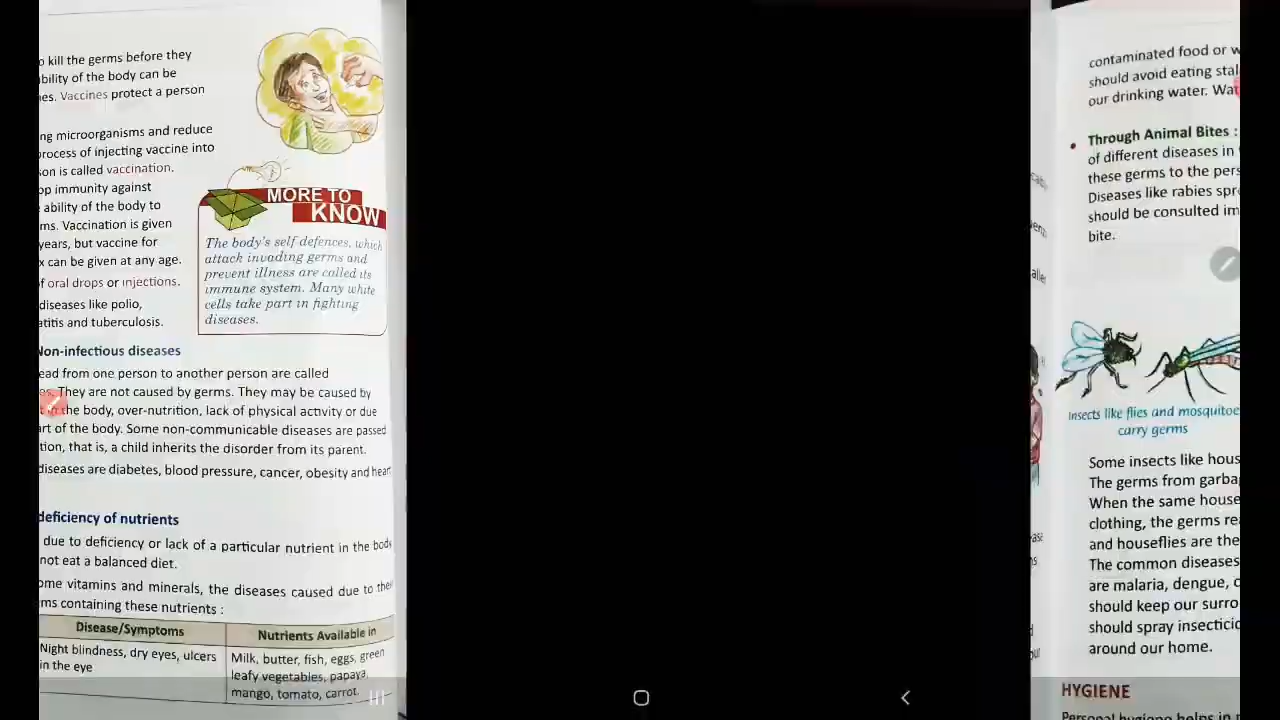 kill the germs before they
bility of the body can be
es. Vaccines protect a person
ng microorganisms and reduce
rocess of injecting vaccine into
on is called vaccination.
op immunity against
ability of the body to
ms. Vaccination is given
years, but vaccine for
x can be given at any age.
f oral drops or injections.
diseases like polio,
atitis and tuberculosis.
MORE TO
KNOW
The body's self-defences, which
attack invading germs and
prevent illness are called its
immune system. Many white
cells take part in fighting
diseases.
Non-infectious diseases
ead from one person to another person are called
es. They are not caused by germs. They may be caused by
in the body, over-nutrition, lack of physical activity or due
art of the body. Some non-communicable diseases are passed
tion, that is, a child inherits the disorder from its parent.
diseases are diabetes, blood pressure, cancer, obesity and heart
deficiency of nutrients
due to deficiency or lack of a particular nutrient in the body
not eat a balanced diet.
ome vitamins and minerals, the diseases caused due to
ms containing these nutrients :
Disease/Symptoms
Nutrients Available in
Night blindness, dry eyes, ulcers
in the eye
Milk, butter, fish, eggs, green
leafy vegetables, papaya,
mango, tomato, carrot.
contaminated food or w
should avoid eating stal
our drinking water. Wat
• Through Animal Bites :
of different diseases in
these germs to the pers
Diseases like rabies spr
should be consulted im
bite.
Insects like flies and mosquitoe
carry germs
Some insects like hous
The germs from garba
When the same house
clothing, the germs re
and houseflies are the
The common diseases
are malaria, dengue, c
should keep our surro
should spray insectici
around our home.
HYGIENE
Personal hygiene helps in